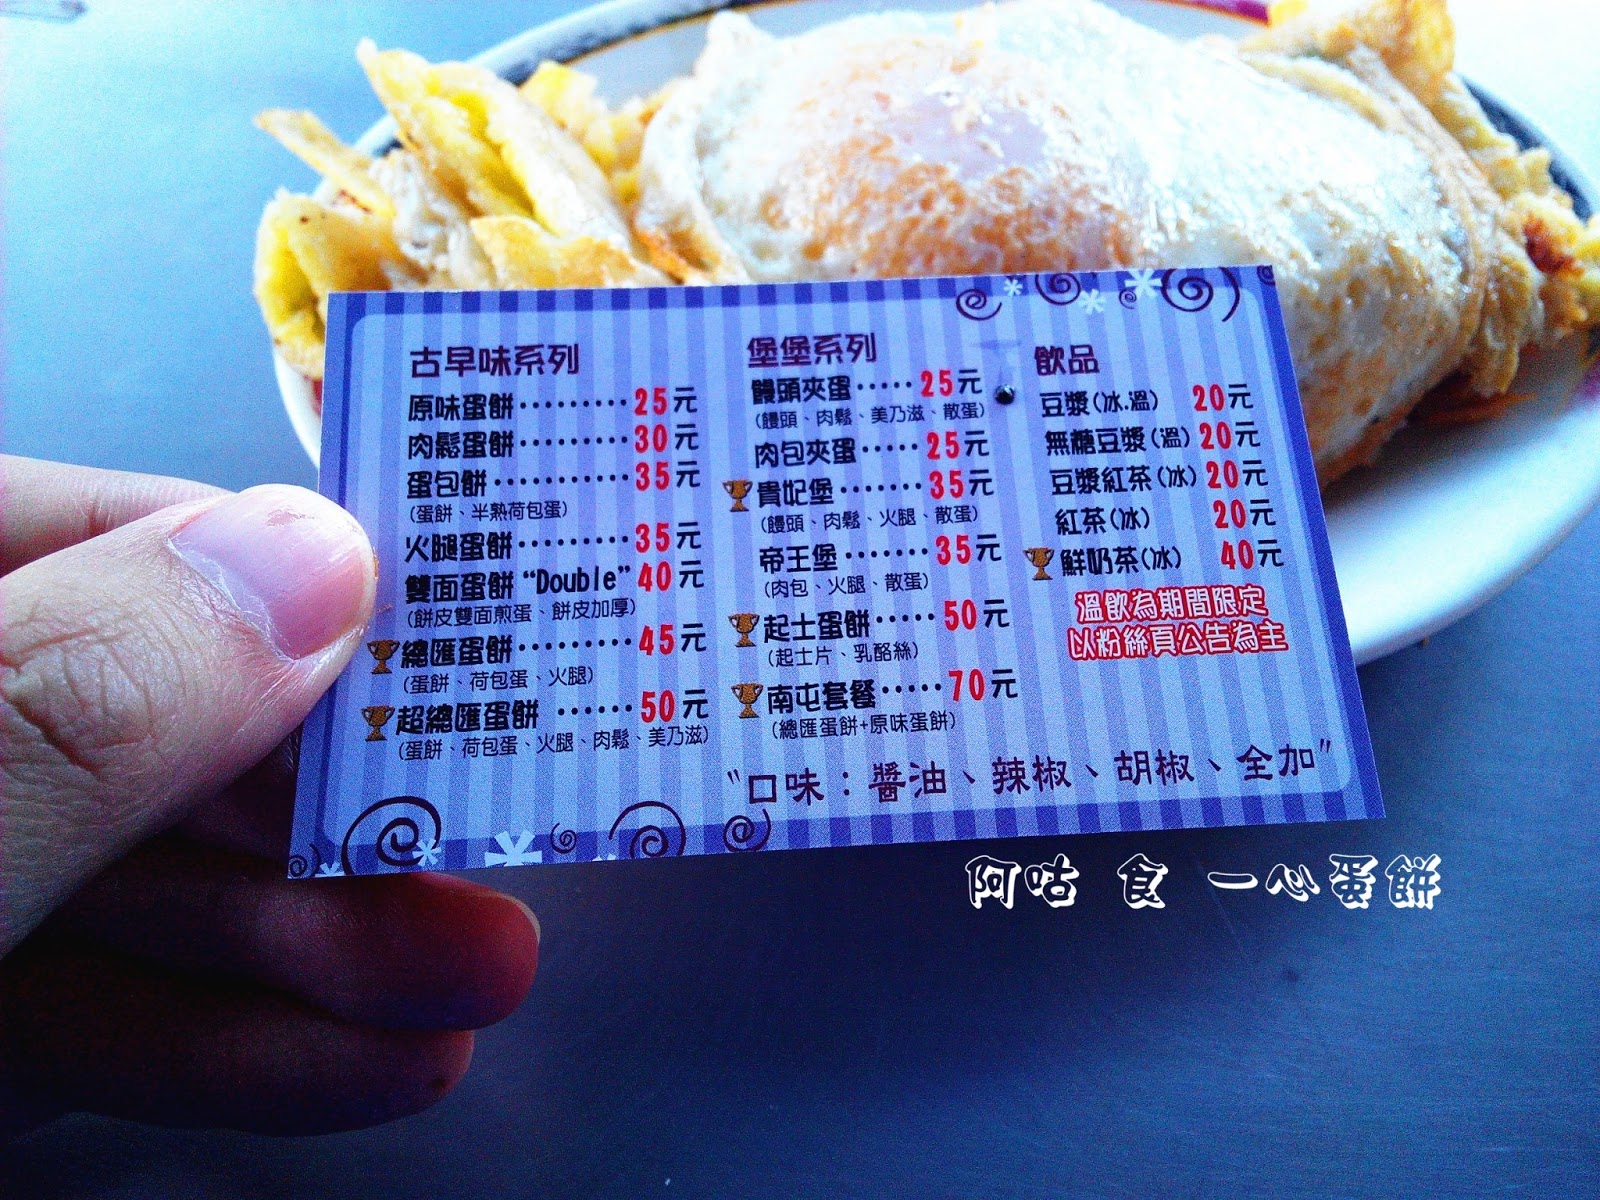 古早味系列
原味蛋餅·········25元
肉鬆蛋餅·········30元
蛋包餅···········35元
(蛋餅、半熟荷包蛋)
火腿蛋餅·········35元
雙面蛋餅“Double”40元
(餅皮雙面煎蛋、餅皮加厚)
總匯蛋餅·········45元
(蛋餅、荷包蛋、火腿)
超總匯蛋餅 ······50元
(蛋餅、荷包蛋、火腿、肉鬆、美乃滋)
堡堡系列
饅頭夾蛋·····25元
(饅頭、肉鬆、美乃滋、散蛋)
肉包夾蛋·····25元
貴妃堡·······35元
(饅頭、肉鬆、火腿、散蛋)
帝王堡·······35元
(肉包、火腿、散蛋)
起士蛋餅·····50元
(起士片、乳酪絲)
南屯套餐·····70元
(總匯蛋餅+原味蛋餅)
飲品
豆漿(冰.溫) 20元
無糖豆漿(溫) 20元
豆漿紅茶(冰) 20元
紅茶(冰) 20元
鮮奶茶(冰) 40元
溫飲為期間限定
以粉絲頁公告為主
“口味：醬油、辣椒、胡椒、全加”
阿咕 食 一心蛋餅